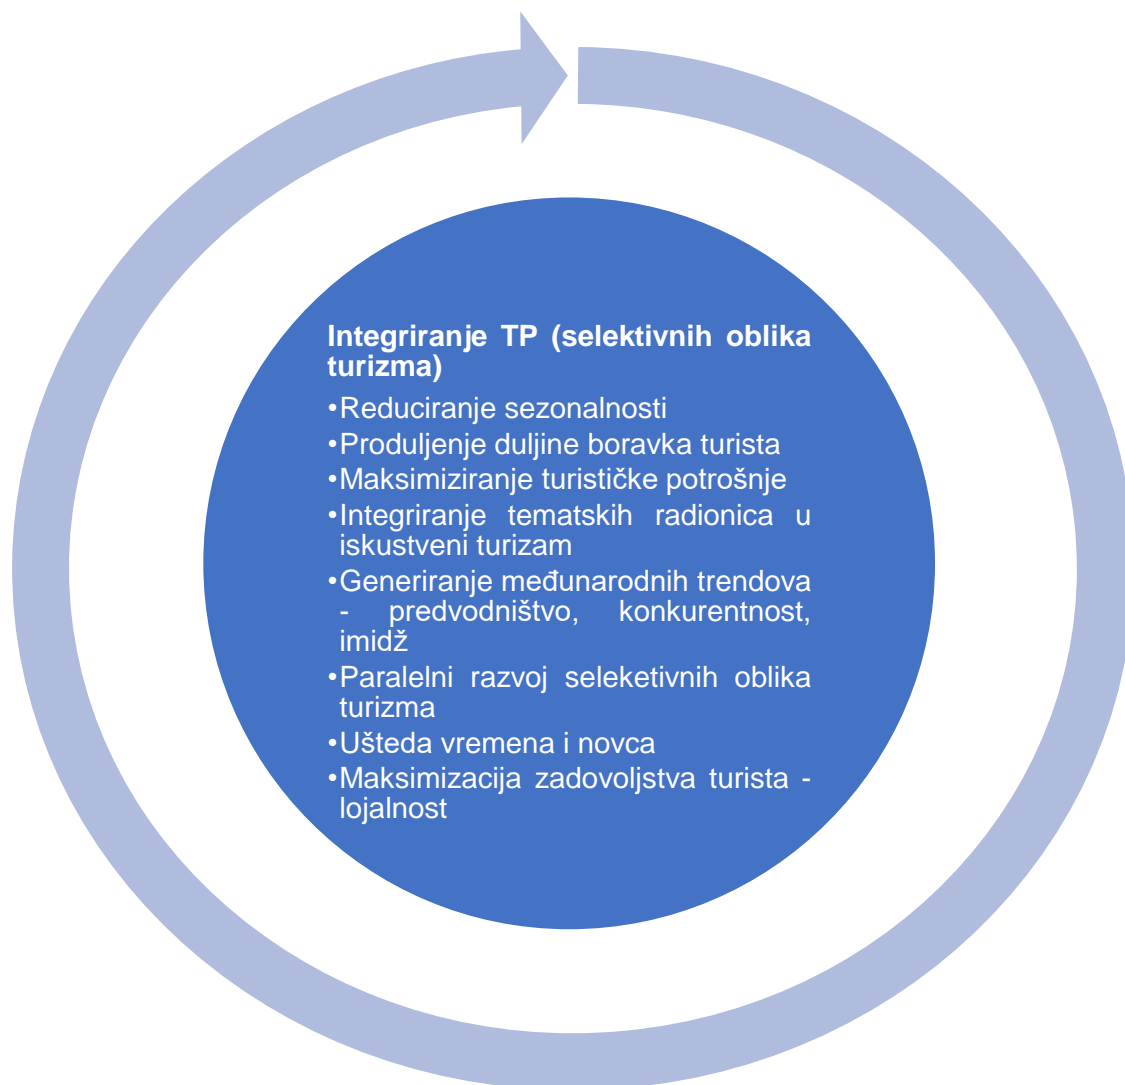 Integriranje TP (selektivnih oblika
turizma)
•Reduciranje sezonalnosti
•Produljenje duljine boravka turista
•Maksimiziranje turističke potrošnje
•Integriranje tematskih radionica u
iskustveni turizam
•Generiranje međunarodnih trendova
- predvodništvo, konkurentnost,
imidž
•Paralelni razvoj seleketivnih oblika
turizma
•Ušteda vremena i novca
•Maksimizacija zadovoljstva turista -
lojalnost